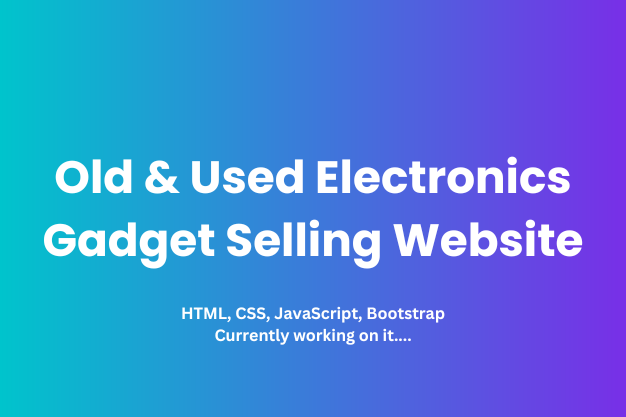 Old & Used Electronics
Gadget Selling Website
HTML, CSS, JavaScript, Bootstrap
Currently working on it....